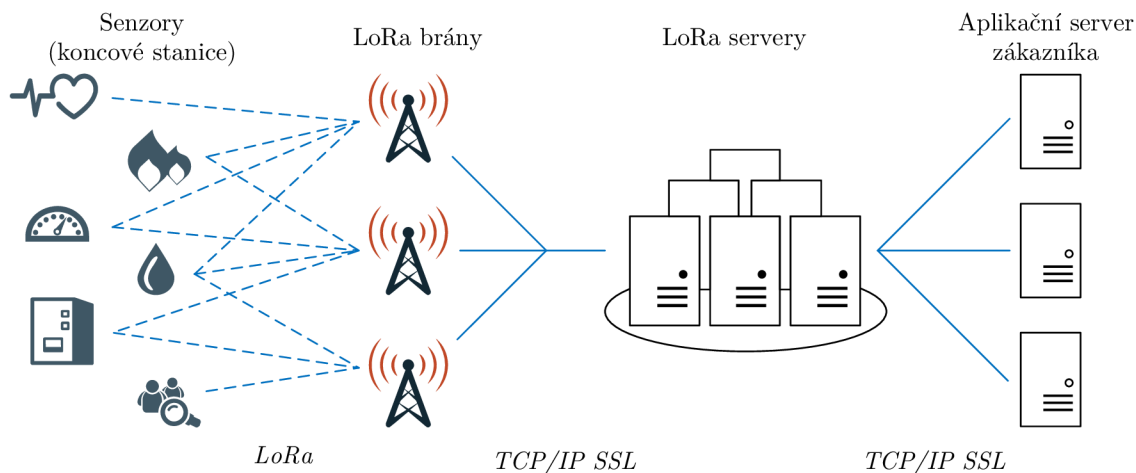 Senzory
(koncové stanice)
LoRa brány
LoRa servery
Aplikační server
zákazníka
LoRa
TCP/IP SSL
TCP/IP SSL